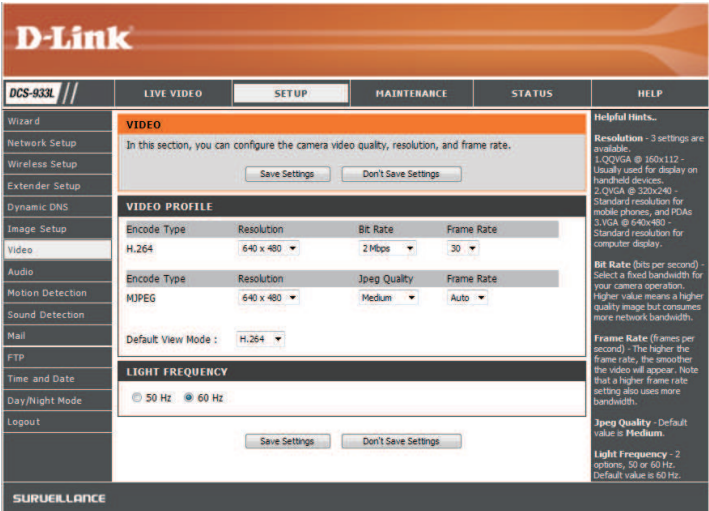 D-Link
DCS-933L // LIVE VIDEO SETUP MAINTENANCE STATUS HELP
Wizard
Network Setup
Wireless Setup
Extender Setup
Dynamic DNS
Image Setup
Video
Audio
Motion Detection
Sound Detection
Mail
FTP
Time and Date
Day/Night Mode
Logout
VIDEO
In this section, you can configure the camera video quality, resolution, and frame rate.
Save Settings Don't Save Settings
VIDEO PROFILE
Encode Type Resolution Bit Rate Frame Rate
H.264 640 x 480 2 Mbps 30
Encode Type Resolution Jpeg Quality Frame Rate
MJPEG 640 x 480 Medium Auto
Default View Mode : H.264
LIGHT FREQUENCY
50 Hz 60 Hz
Save Settings Don't Save Settings
Helpful Hints..
Resolution - 3 settings are
available.
1.QQVGA @ 160x112 -
Usually used for display on
handheld devices.
2.QVGA @ 320x240 -
Standard resolution for
mobile phones, and PDAs
3.VGA @ 640x480 -
Standard resolution for
computer display.
Bit Rate (bits per second) -
Select a fixed bandwidth for
your camera operation.
Higher value means a higher
quality image but consumes
more network bandwidth.
Frame Rate (frames per
second) - The higher the
frame rate, the smoother
the video will appear. Note
that a higher frame rate
setting also uses more
bandwidth.
Jpeg Quality - Default
value is Medium.
Light Frequency - 2
options, 50 or 60 Hz.
Default value is 60 Hz.
SURVEILLANCE